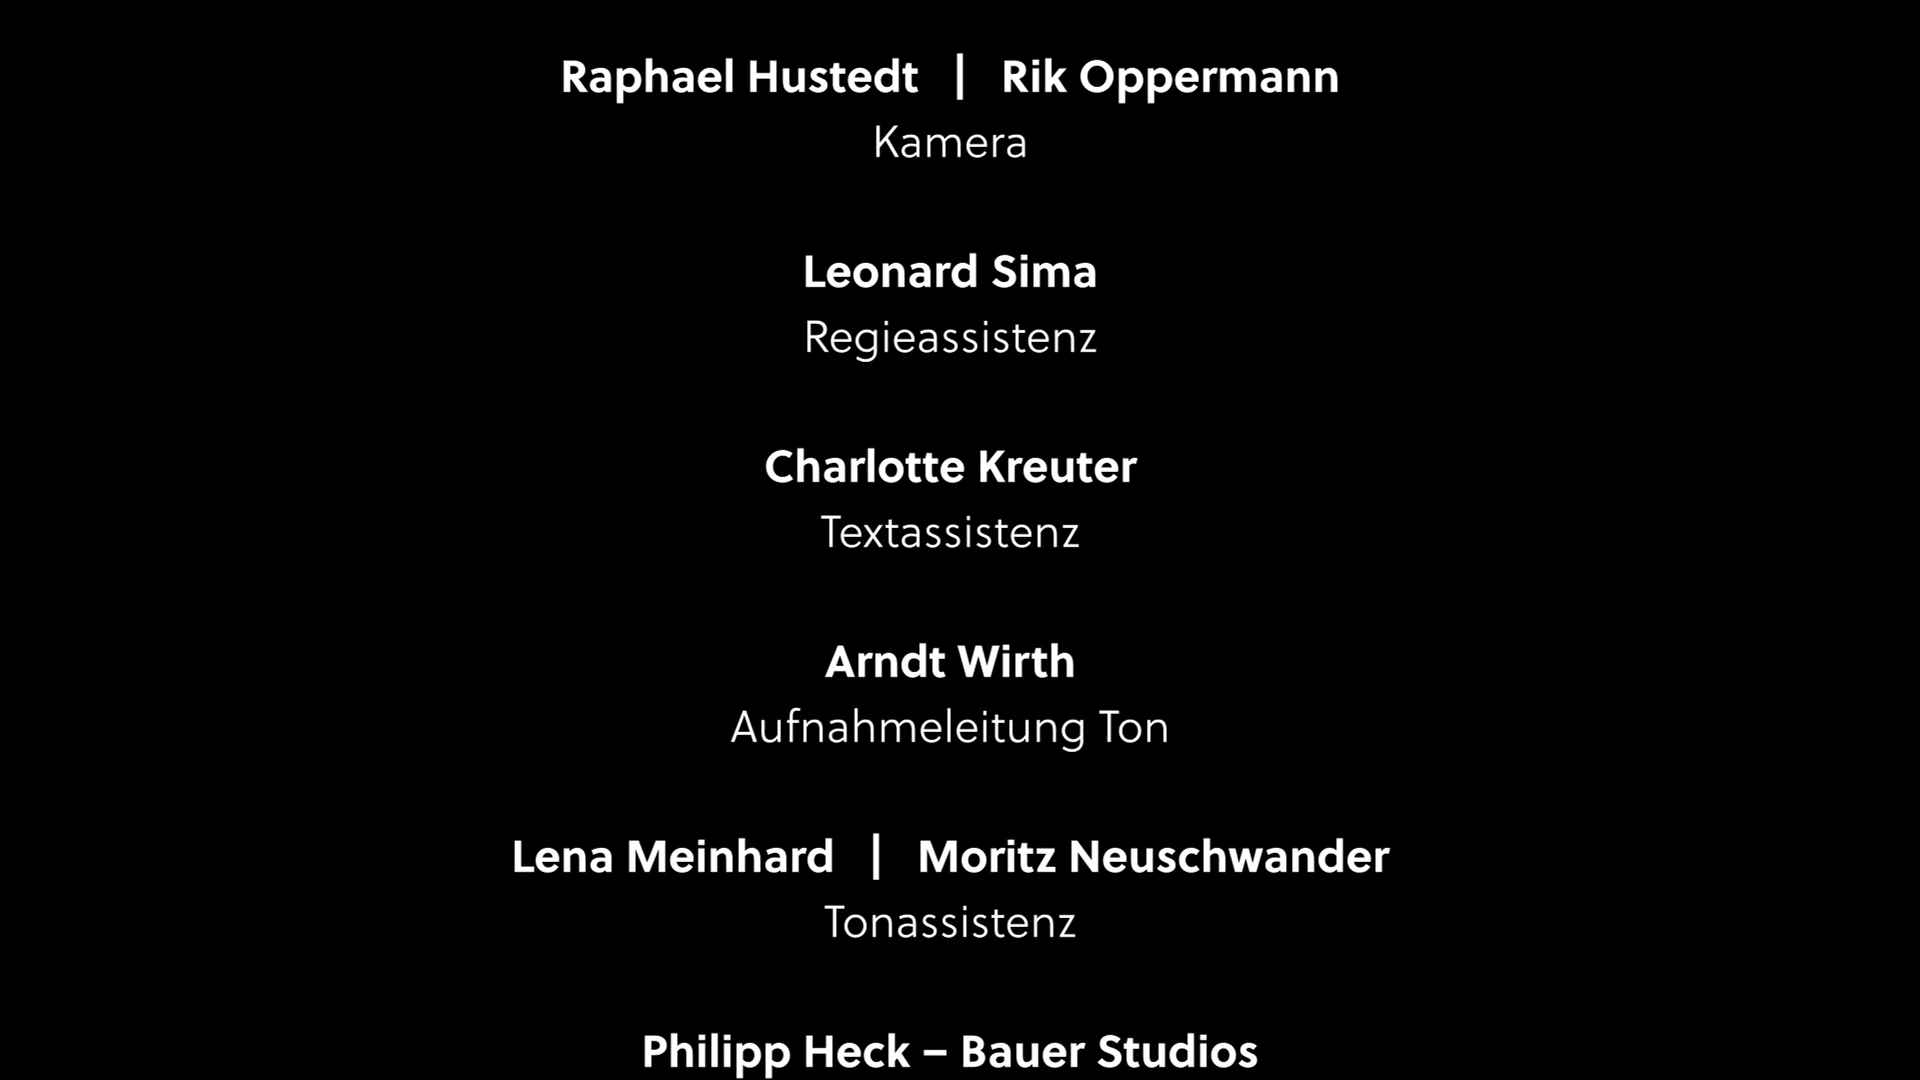 Raphael Hustedt | Rik Oppermann
Kamera
Leonard Sima
Regieassistenz
Charlotte Kreuter
Textassistenz
Arndt Wirth
Aufnahmeleitung Ton
Lena Meinhard | Moritz Neuschwander
Tonassistenz
Philipp Heck – Bauer Studios